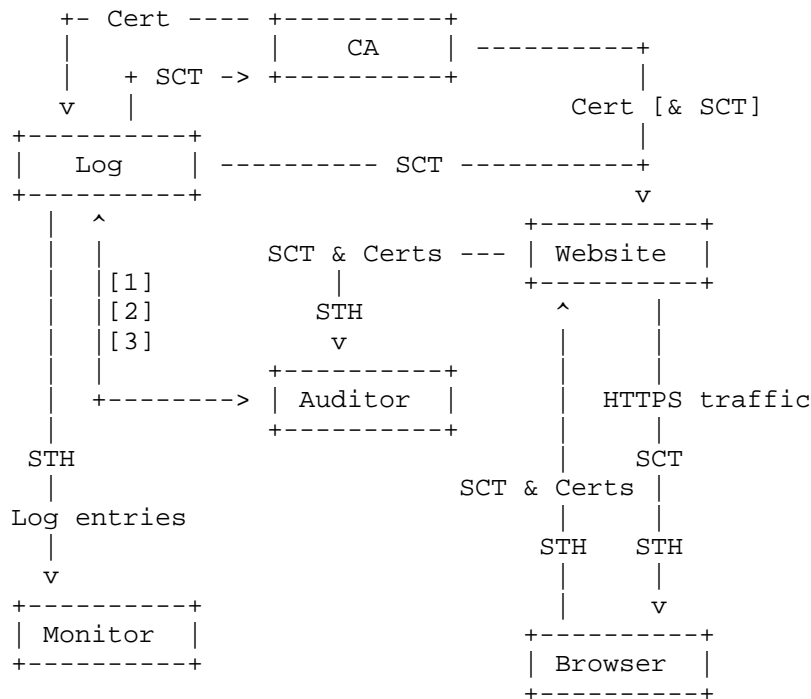 +- Cert ---- +----------+
|            |    CA    | ----------+
|   + SCT -> +----------+           |
v   |                          Cert [& SCT]
+----------+                        |
|   Log    | ---------- SCT --------+
+----------+                        v
|  ^                          +----------+
|  |         SCT & Certs --- | Website |
|  |[1]           |           +----------+
|  |[2]          STH            ^     |
|  |[3]           v             |     |
|  |          +----------+      |     |
|  +--------> | Auditor |      |  HTTPS traffic
|             +----------+      |     |
STH                             |    SCT
|                         SCT & Certs |
Log entries                     |     |
|                              STH   STH
v                               |     |
+----------+                    |     v
| Monitor |                  +----------+
+----------+                  | Browser |
+----------+